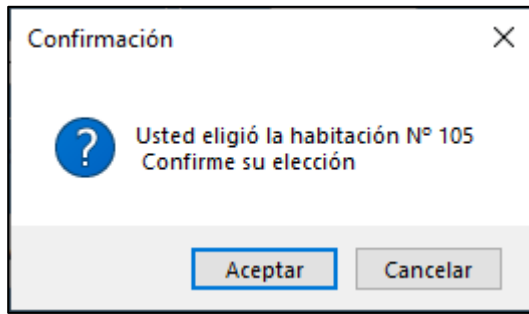 Confirmación
Usted eligió la habitación Nº 105
Confirme su elección
Aceptar
Cancelar